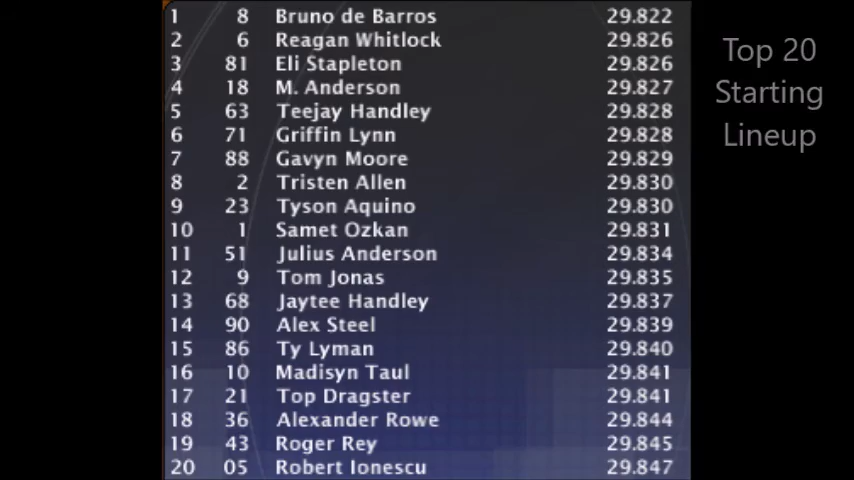 1 8 Bruno de Barros 29.822
2 6 Reagan Whitlock 29.826
3 81 Eli Stapleton 29.826
4 18 M. Anderson 29.827
5 63 Teejay Handley 29.828
6 71 Griffin Lynn 29.828
7 88 Gavyn Moore 29.829
8 2 Tristen Allen 29.830
9 23 Tyson Aquino 29.830
10 1 Samet Ozkan 29.831
11 51 Julius Anderson 29.834
12 9 Tom Jonas 29.835
13 68 Jaytee Handley 29.837
14 90 Alex Steel 29.839
15 86 Ty Lyman 29.840
16 10 Madisyn Taul 29.841
17 21 Top Dragster 29.841
18 36 Alexander Rowe 29.844
19 43 Roger Rey 29.845
20 05 Robert Ionescu 29.847
Top 20
Starting
Lineup